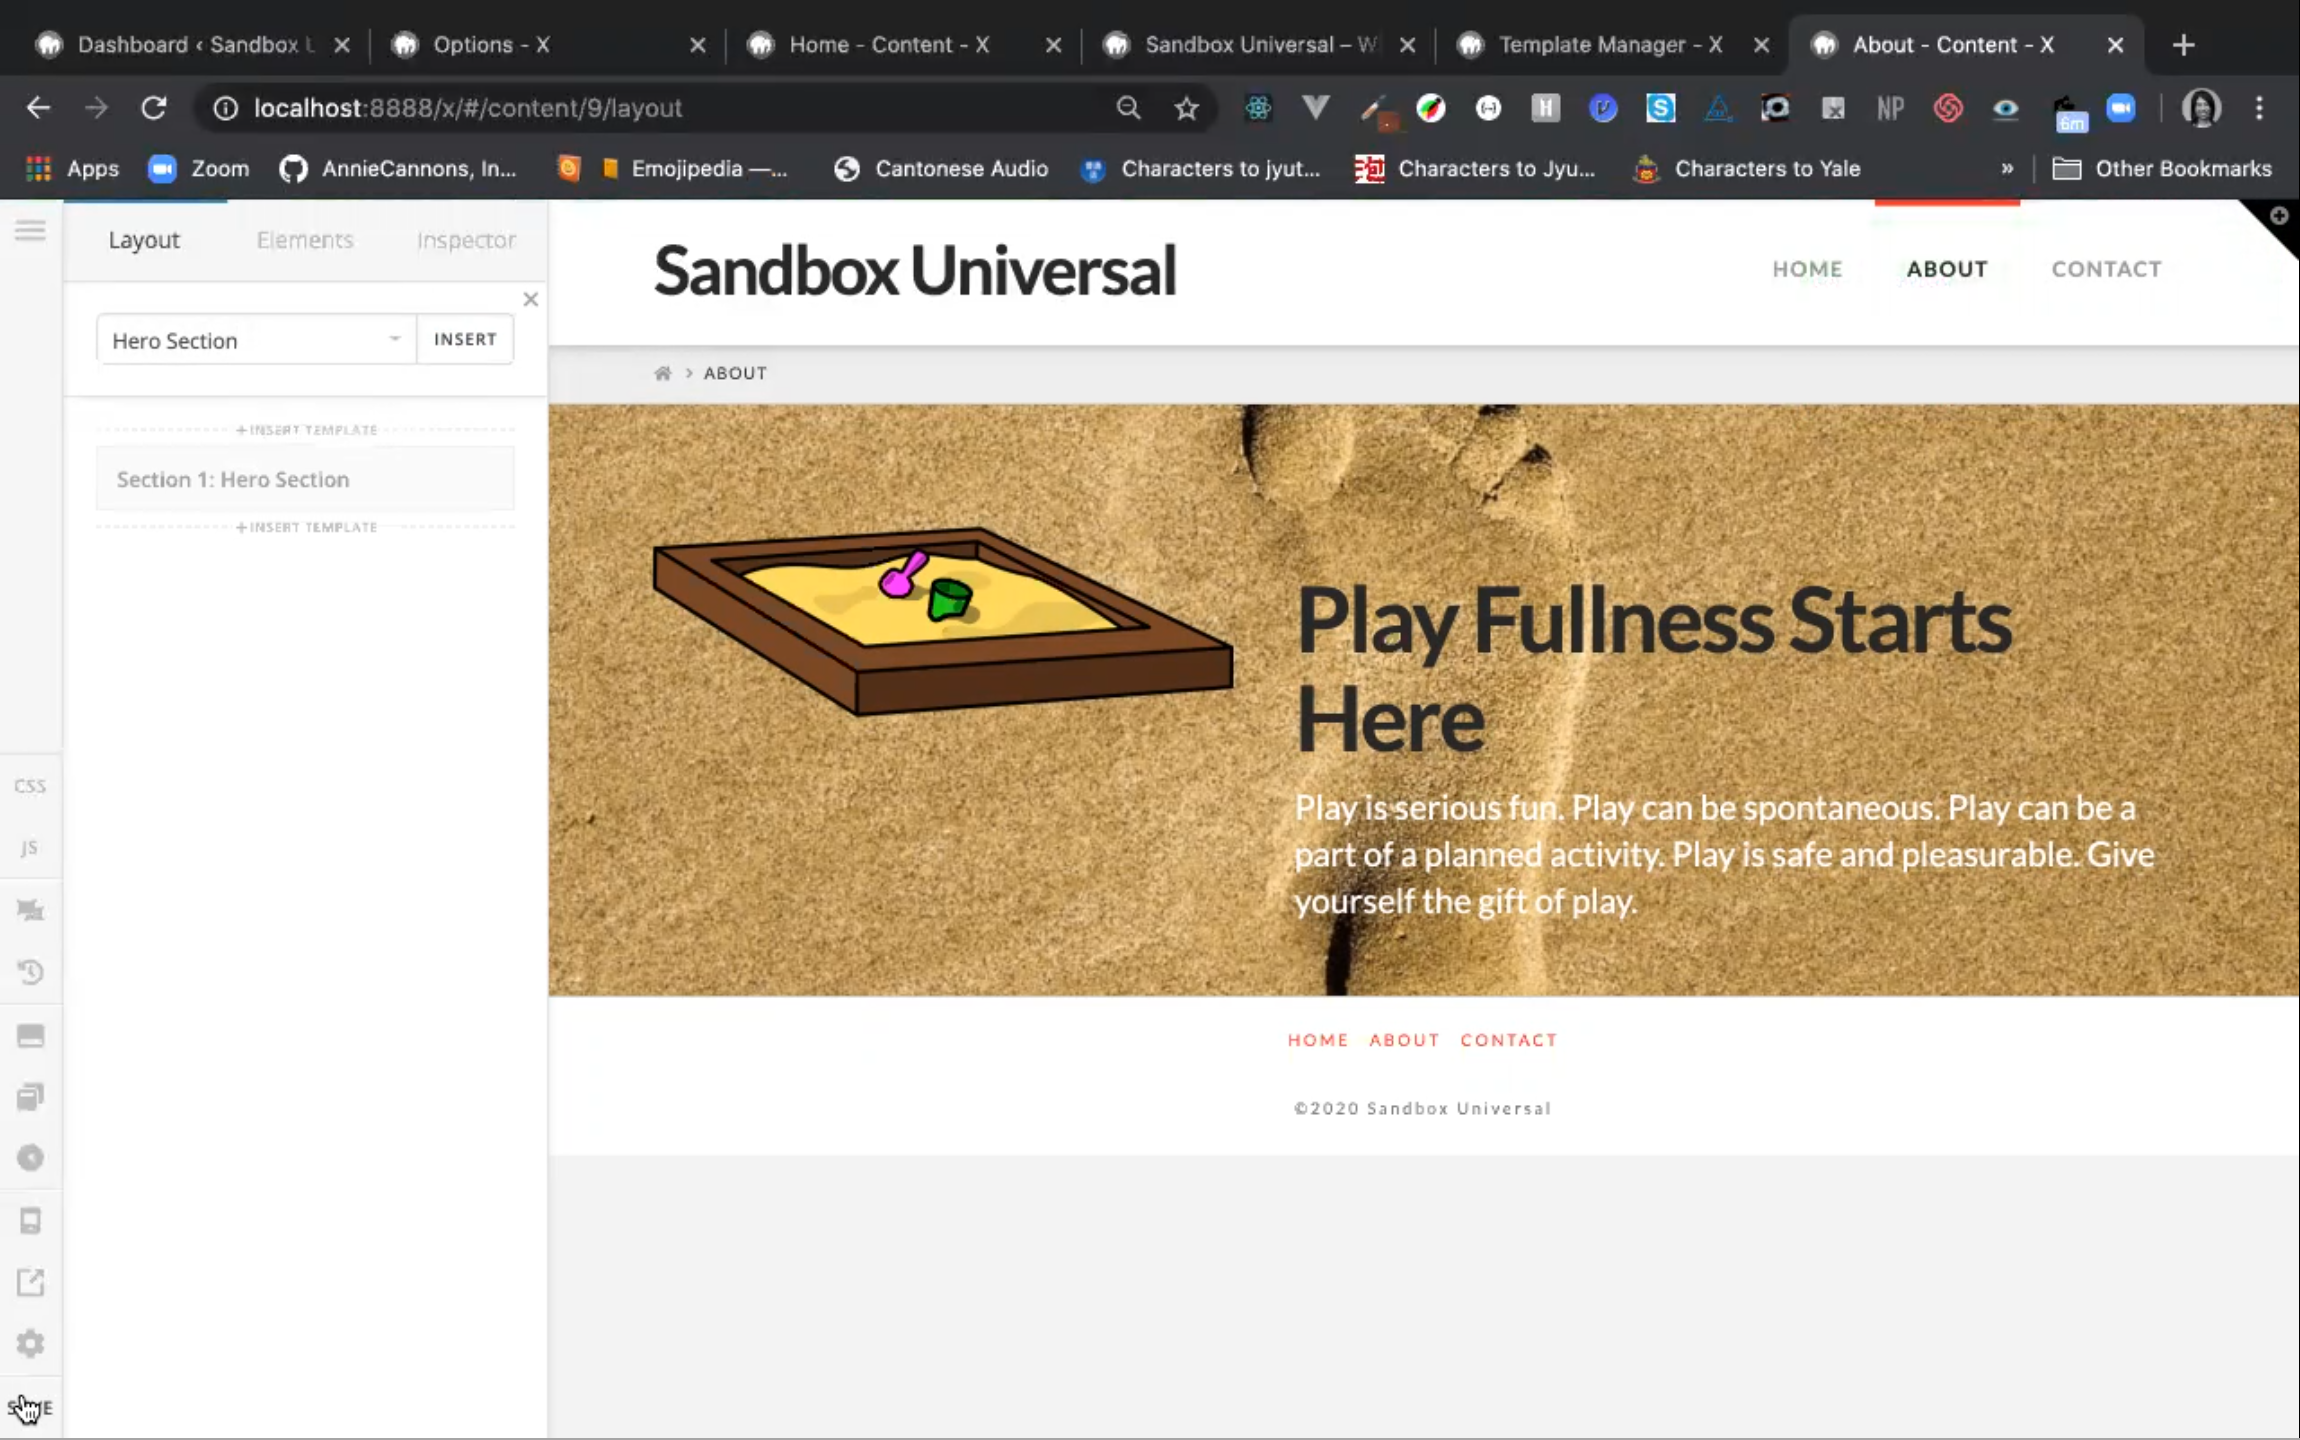 Dashboard ‹ Sandbox
Options - X
Home - Content - X
Sandbox Universal – W
Template Manager - X
About - Content - X
localhost:8888/x/#/content/9/layout
NP
6m
Apps
Zoom
AnnieCannons, In...
Emojipedia —...
Cantonese Audio
Characters to jyut...
Characters to Jyu...
Characters to Yale
»
Other Bookmarks
Layout
Elements
Inspector
Hero Section
INSERT
+INSERT TEMPLATE
Section 1: Hero Section
+INSERT TEMPLATE
CSS
JS
Sandbox Universal
HOME
ABOUT
CONTACT
> ABOUT
Play Fullness Starts
Here
Play is serious fun. Play can be spontaneous. Play can be a
part of a planned activity. Play is safe and pleasurable. Give
yourself the gift of play.
HOME ABOUT CONTACT
©2020 Sandbox Universal